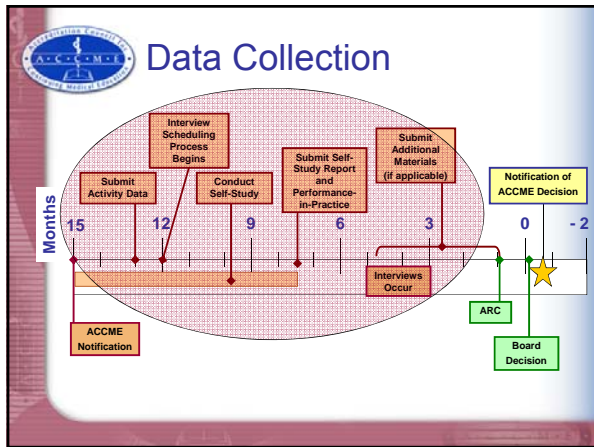 Accreditation Council for
A·C·C·M·E
Continuing Medical Education
Data Collection
Interview
Scheduling
Process
Begins
Submit
Activity Data
Conduct
Self-Study
Submit Self-
Study Report
and
Performance-
in-Practice
Submit
Additional
Materials
(if applicable)
Notification of
ACCME Decision
Months
15
12
9
6
3
0
- 2
Interviews
Occur
ACCME
Notification
ARC
Board
Decision